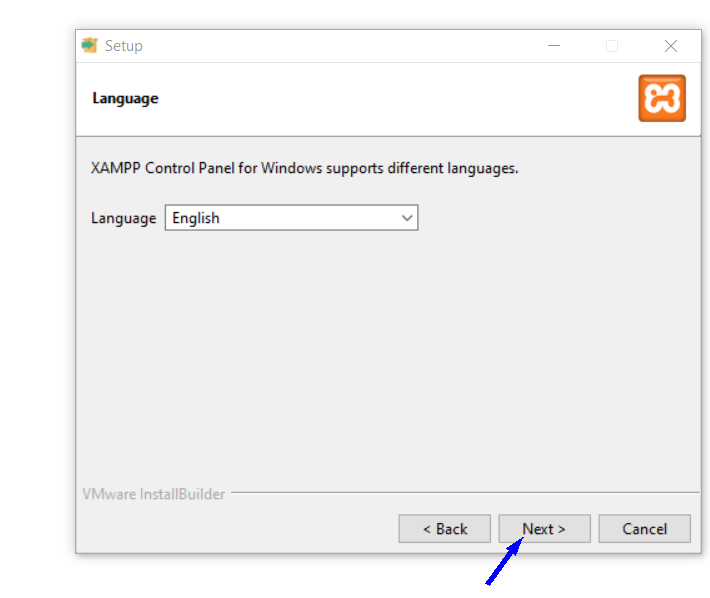 Setup
Language
XAMPP Control Panel for Windows supports different languages.
Language English
VMware InstallBuilder
< Back Next > Cancel